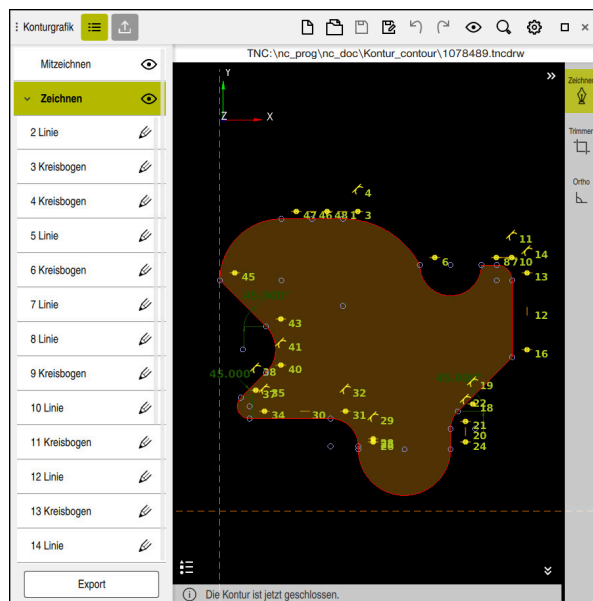 Konturgrafik
TNC:\nc_prog\nc_doc\Kontur_contour\1078489.tncdrw
Mitzeichnen
Zeichnen
2 Linie
3 Kreisbogen
4 Kreisbogen
5 Linie
6 Kreisbogen
7 Linie
8 Linie
9 Kreisbogen
10 Linie
11 Kreisbogen
12 Linie
13 Kreisbogen
14 Linie
Export
Y
Z X
4
47 46 48 1 3
11
14
6 8 7 10
13
45
12
43
41
16
40
38
45.000
19
37 35 32
22
18
34 30 31 29
21
20
24
Die Kontur ist jetzt geschlossen.
Zeichnen
Trimmen
Ortho